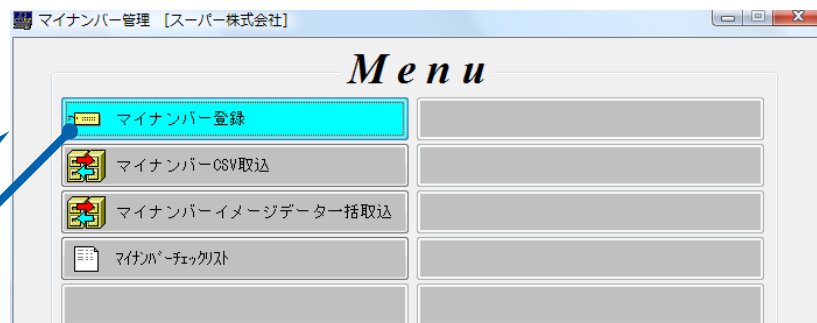 マイナンバー管理 [スーパー株式会社]
Menu
マイナンバー登録
マイナンバーCSV取込
マイナンバーイメージデーター括取込
ﾏｲﾅﾝﾊﾞｰﾁｪｯｸﾘｽﾄ